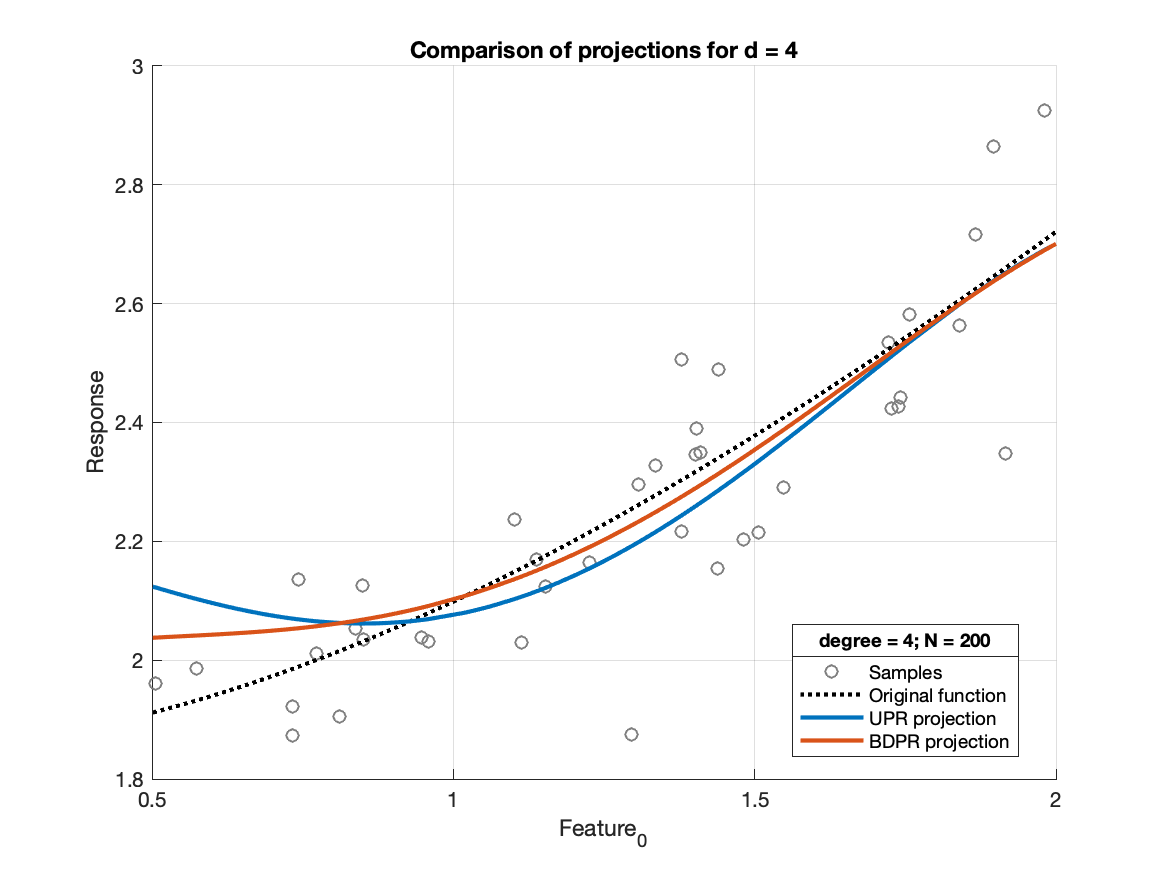 Comparison of projections for d = 4
3
2.8
2.6
2.4
2.2
2
1.8
Response
0.5
1
1.5
2
Feature0
degree = 4; N = 200
Samples
Original function
UPR projection
BDPR projection